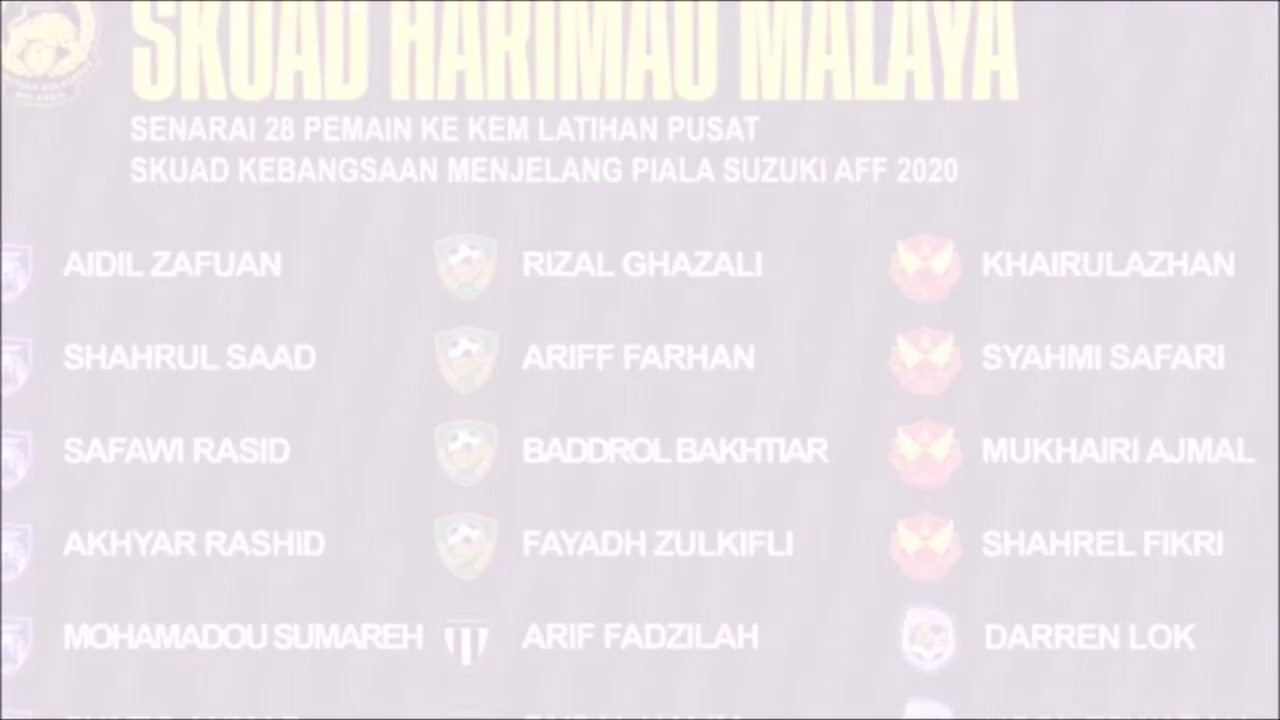 SKUAD HARIMAU MALAYA
SENARAI 28 PEMAIN KE KEM LATIHAN PUSAT
SKUAD KEBANGSAAN MENJELANG PIALA SUZUKI AFF 2020
AIDIL ZAFUAN
RIZAL GHAZALI
KHAIRULAZHAN
SHAHRUL SAAD
ARIFF FARHAN
SYAHMI SAFARI
SAFAWI RASID
BADDROL BAKHTIAR
MUKHAIRI AJMAL
AKHYAR RASHID
FAYADH ZULKIFLI
SHAHREL FIKRI
MOHAMADOU SUMAREH
ARIF FADZILAH
DARREN LOK